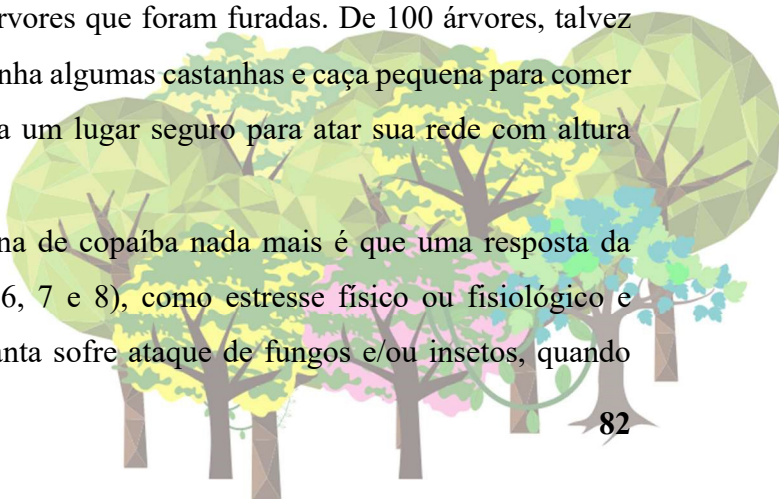 rvores que foram furadas. De 100 árvores, talvez
nha algumas castanhas e caça pequena para comer
a um lugar seguro para atar sua rede com altura
na de copaíba nada mais é que uma resposta da
6, 7 e 8), como estresse físico ou fisiológico e
anta sofre ataque de fungos e/ou insetos, quando
82